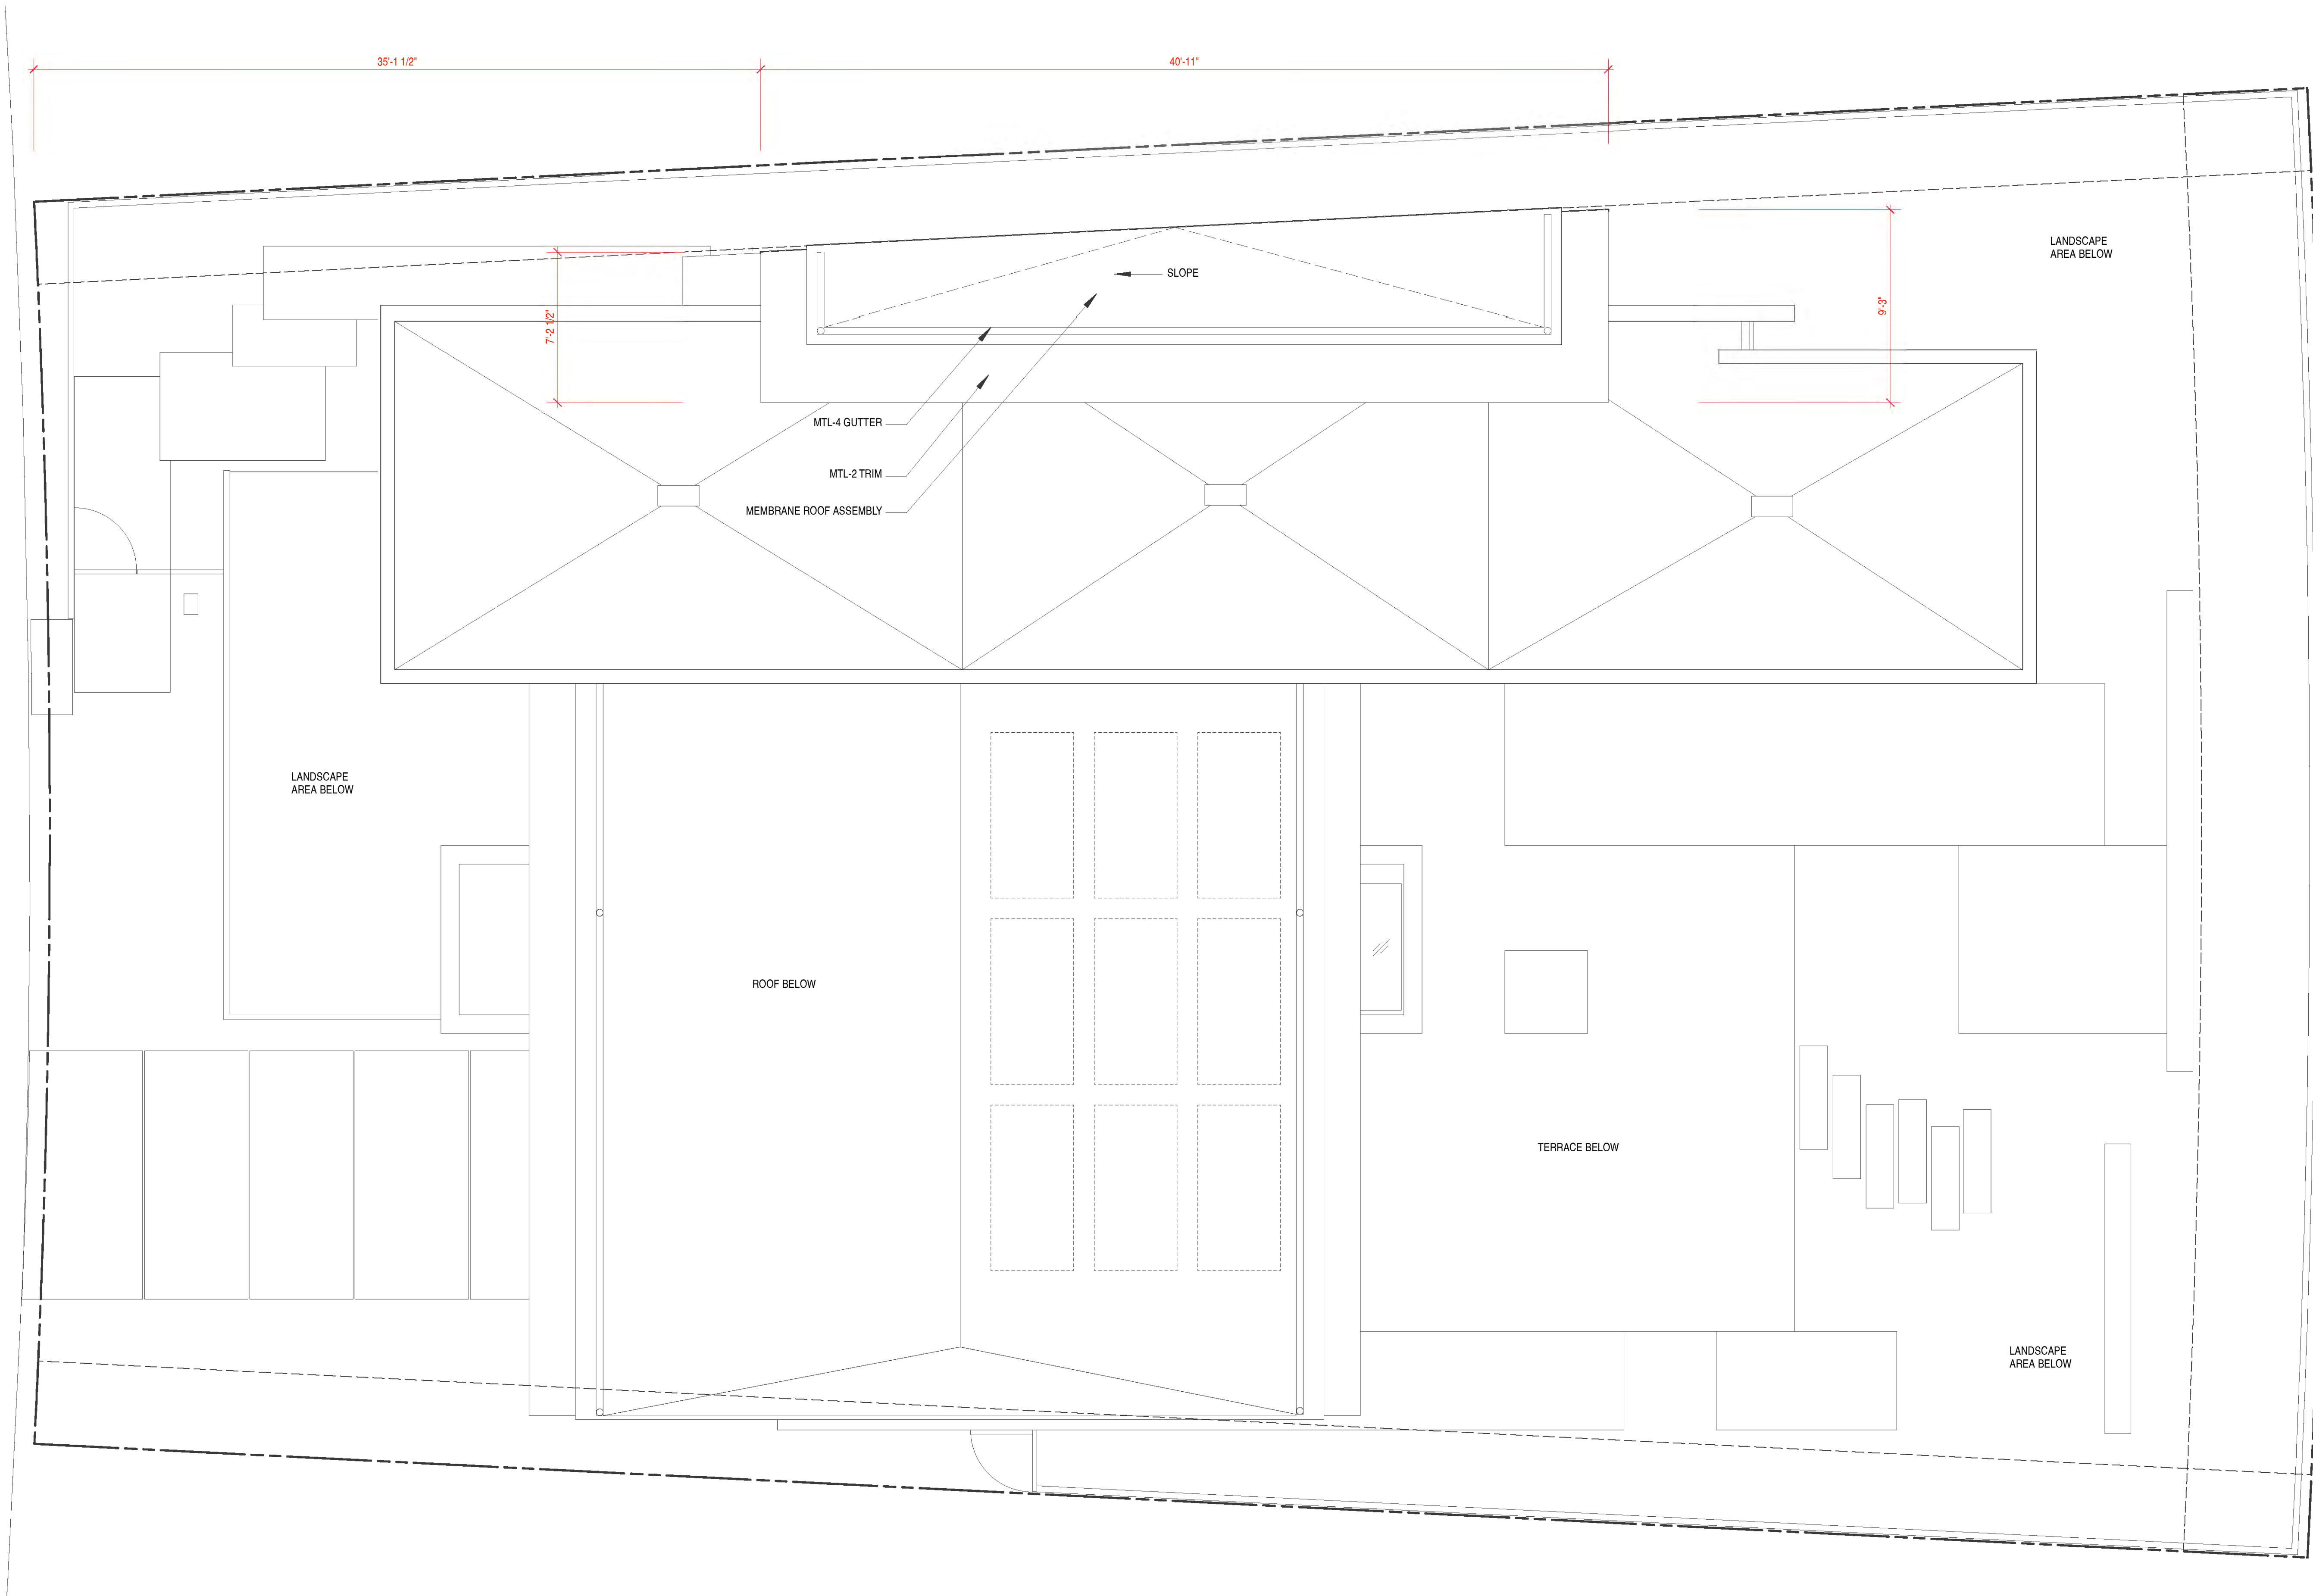 35'-1 1/2"
40'-11"
LANDSCAPE
AREA BELOW
SLOPE
7'-2 1/2"
9'-3"
MTL-4 GUTTER
MTL-2 TRIM
MEMBRANE ROOF ASSEMBLY
LANDSCAPE
AREA BELOW
ROOF BELOW
TERRACE BELOW
LANDSCAPE
AREA BELOW